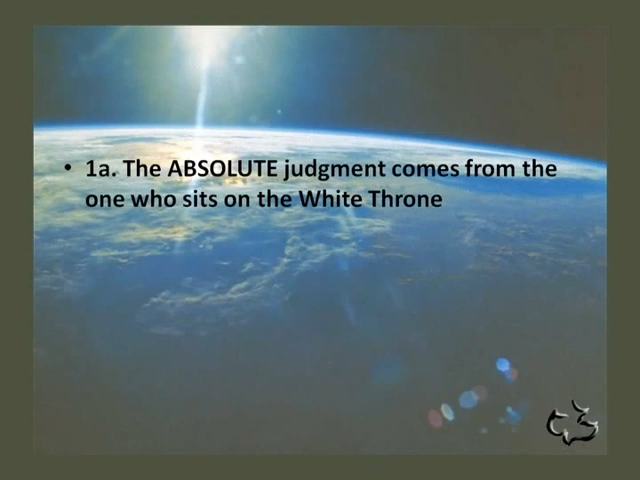 • 1a. The ABSOLUTE judgment comes from the
one who sits on the White Throne